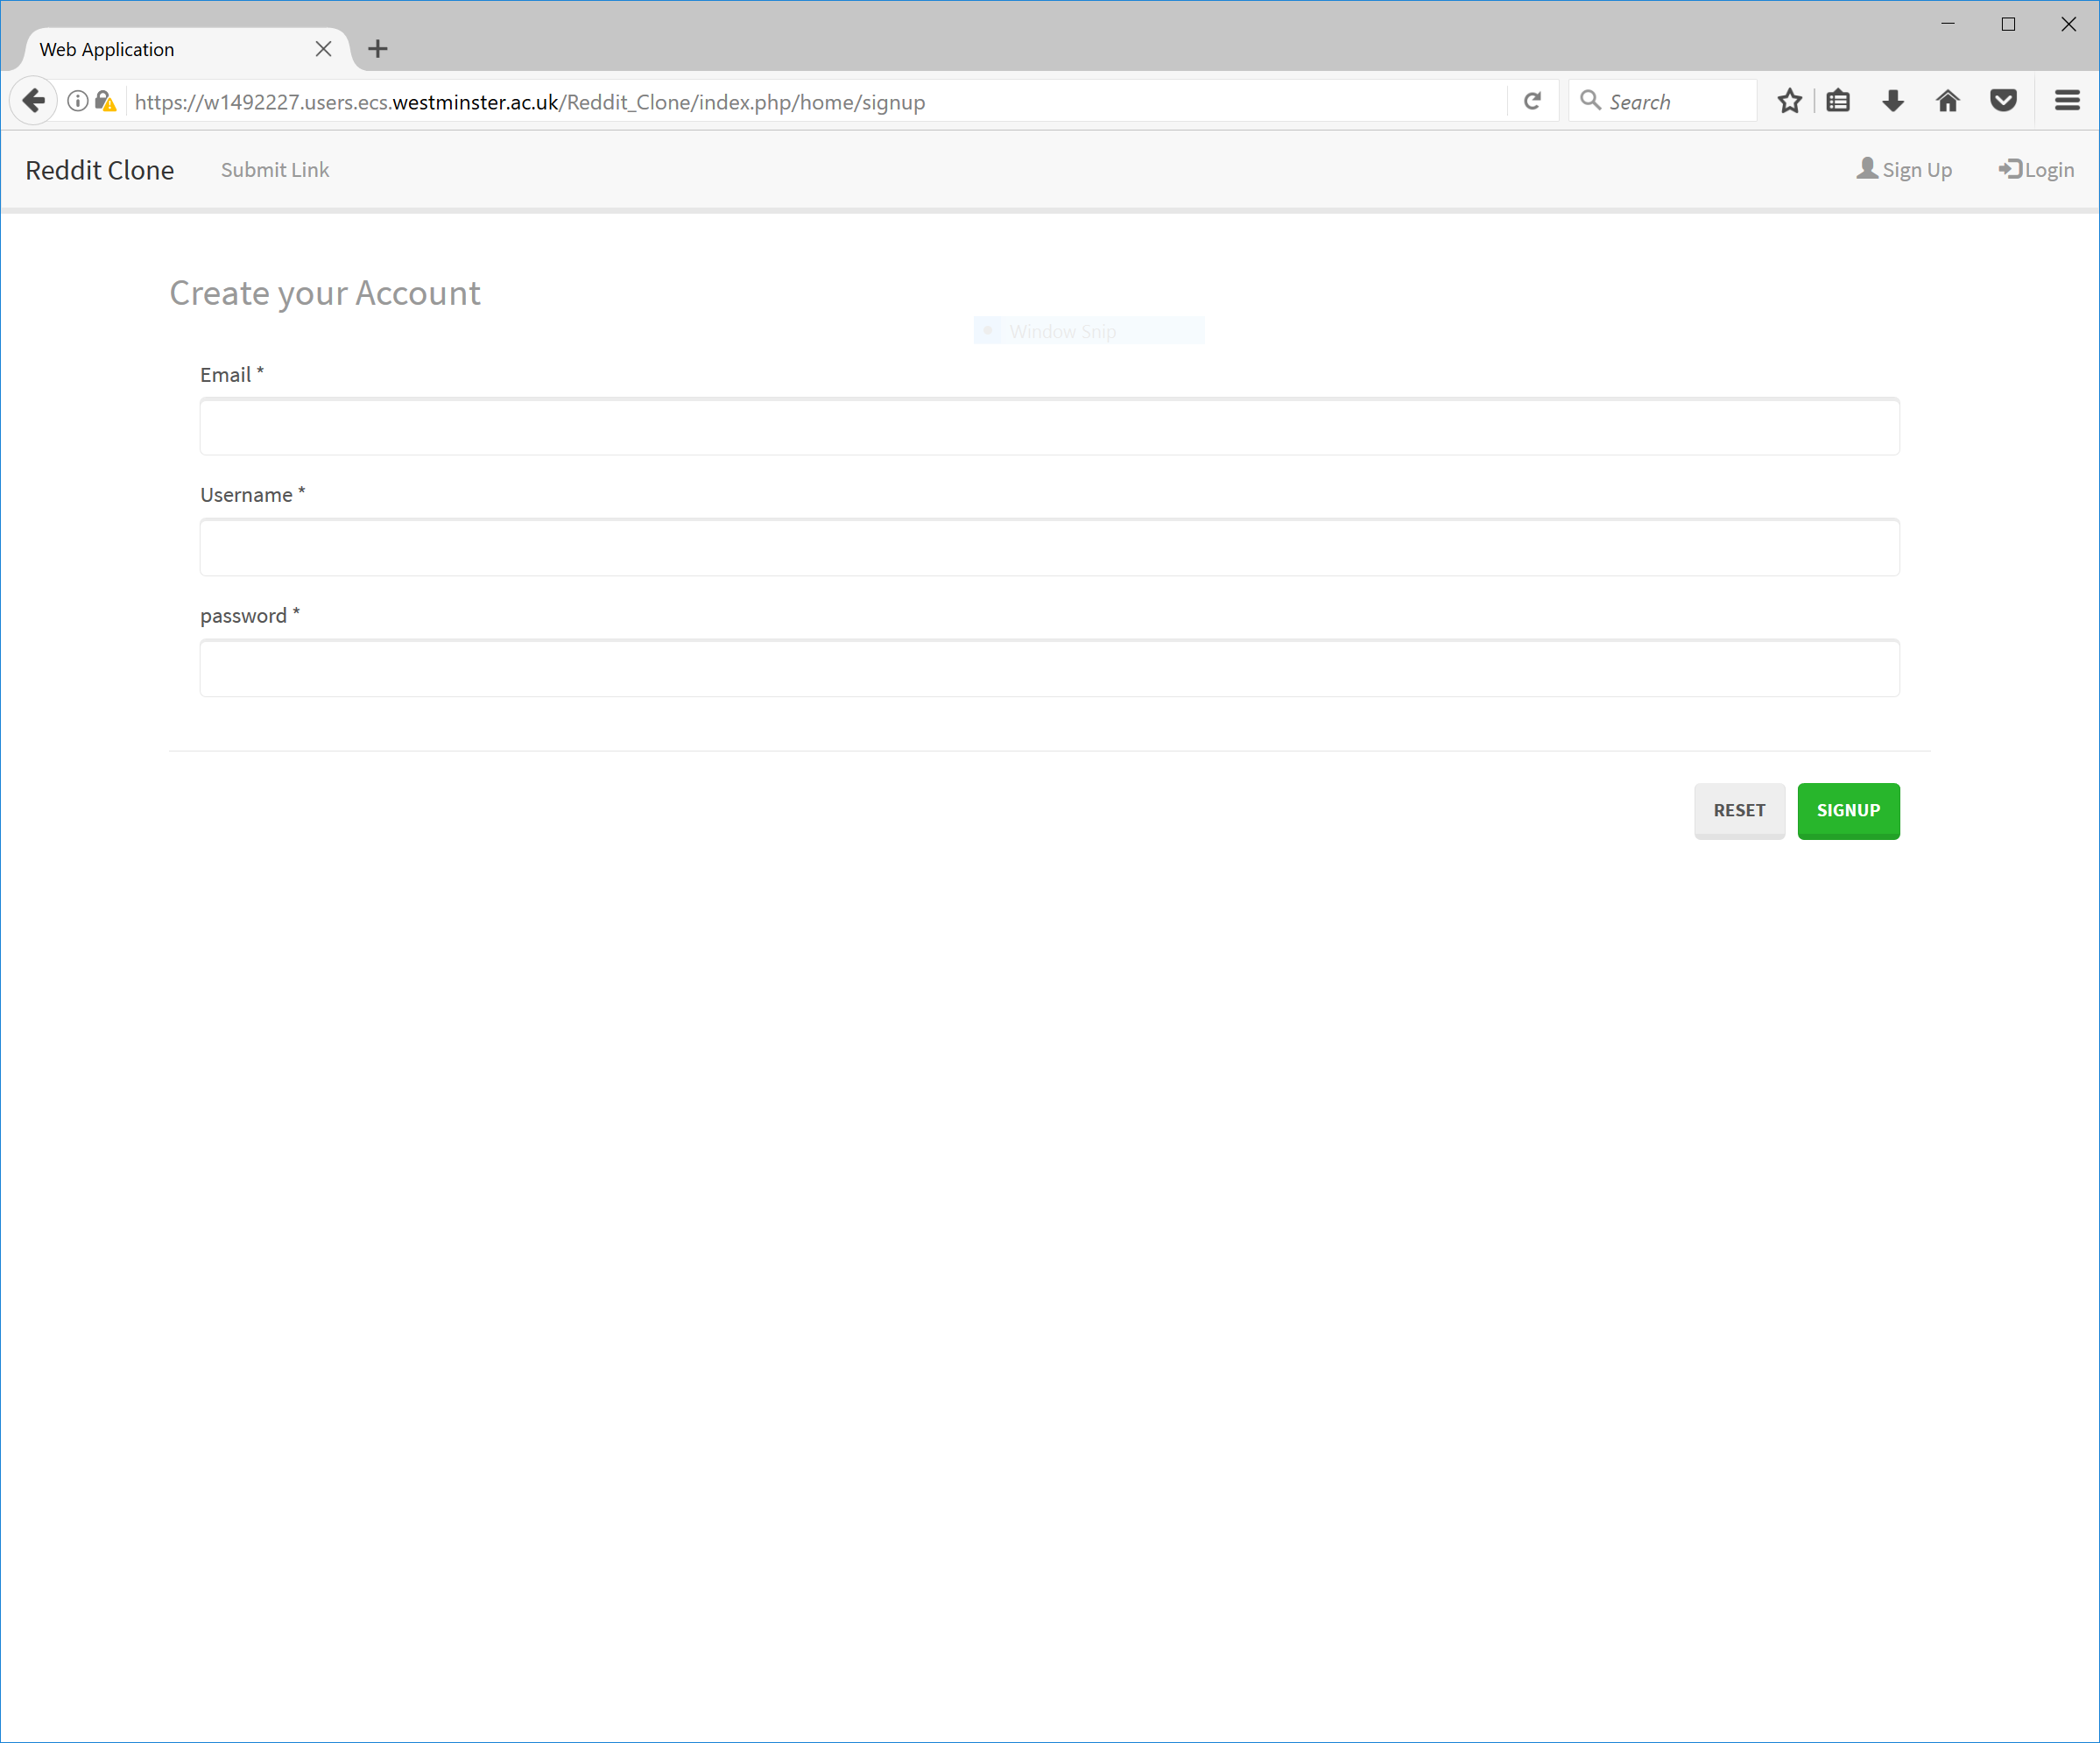 Web Application
https://w1492227.users.ecs.westminster.ac.uk/Reddit_Clone/index.php/home/signup
Search
Reddit Clone Submit Link Sign Up Login
Create your Account
Window Snip
Email *
Username *
password *
RESET SIGNUP